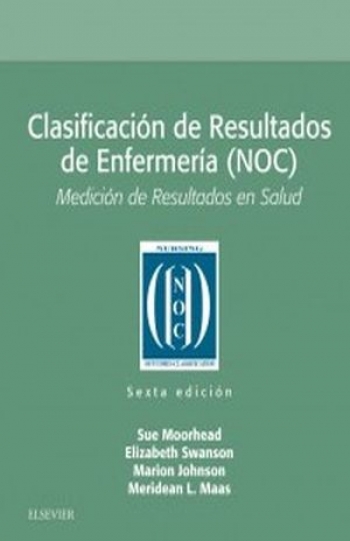 Clasificación de Resultados
de Enfermería (NOC)
Medición de Resultados en Salud
NOC
Sexta edición
Sue Moorhead
Elizabeth Swanson
Marion Johnson
Meridean L. Maas
ELSEVIER